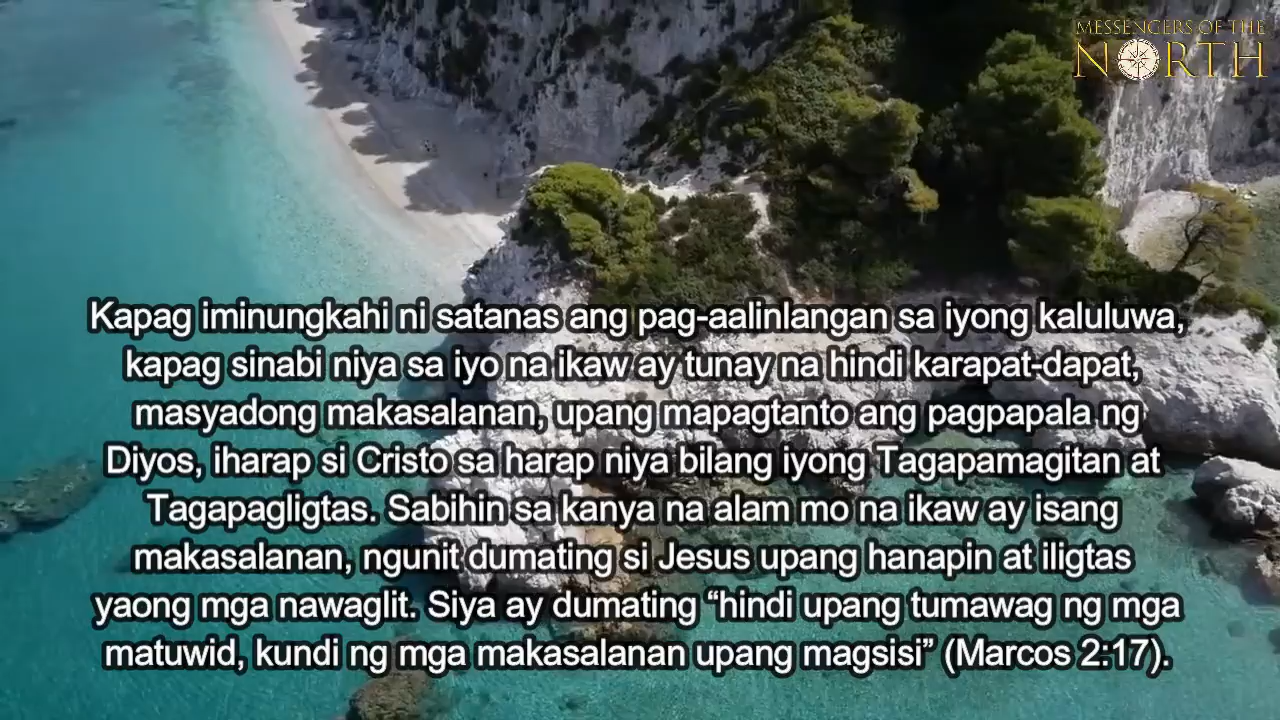 MESSENGERS OF THE
NORTH
Kapag iminungkahi ni satanas ang pag-aalinlangan sa iyong kaluluwa,
kapag sinabi niya sa iyo na ikaw ay tunay na hindi karapat-dapat,
masyadong makasalanan, upang mapagtanto ang pagpapala ng
Diyos, iharap si Cristo sa harap niya bilang iyong Tagapamagitan at
Tagapagligtas. Sabihin sa kanya na alam mo na ikaw ay isang
makasalanan, ngunit dumating si Jesus upang hanapin at iligtas
yaong mga nawaglit. Siya ay dumating “hindi upang tumawag ng mga
matuwid, kundi ng mga makasalanan upang magsisi” (Marcos 2:17).